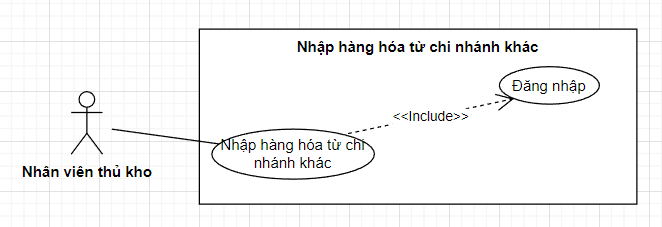 Nhập hàng hóa từ chi nhánh khác
Đăng nhập
<<Include>>
Nhập hàng hóa từ chi
nhánh khác
Nhân viên thủ kho